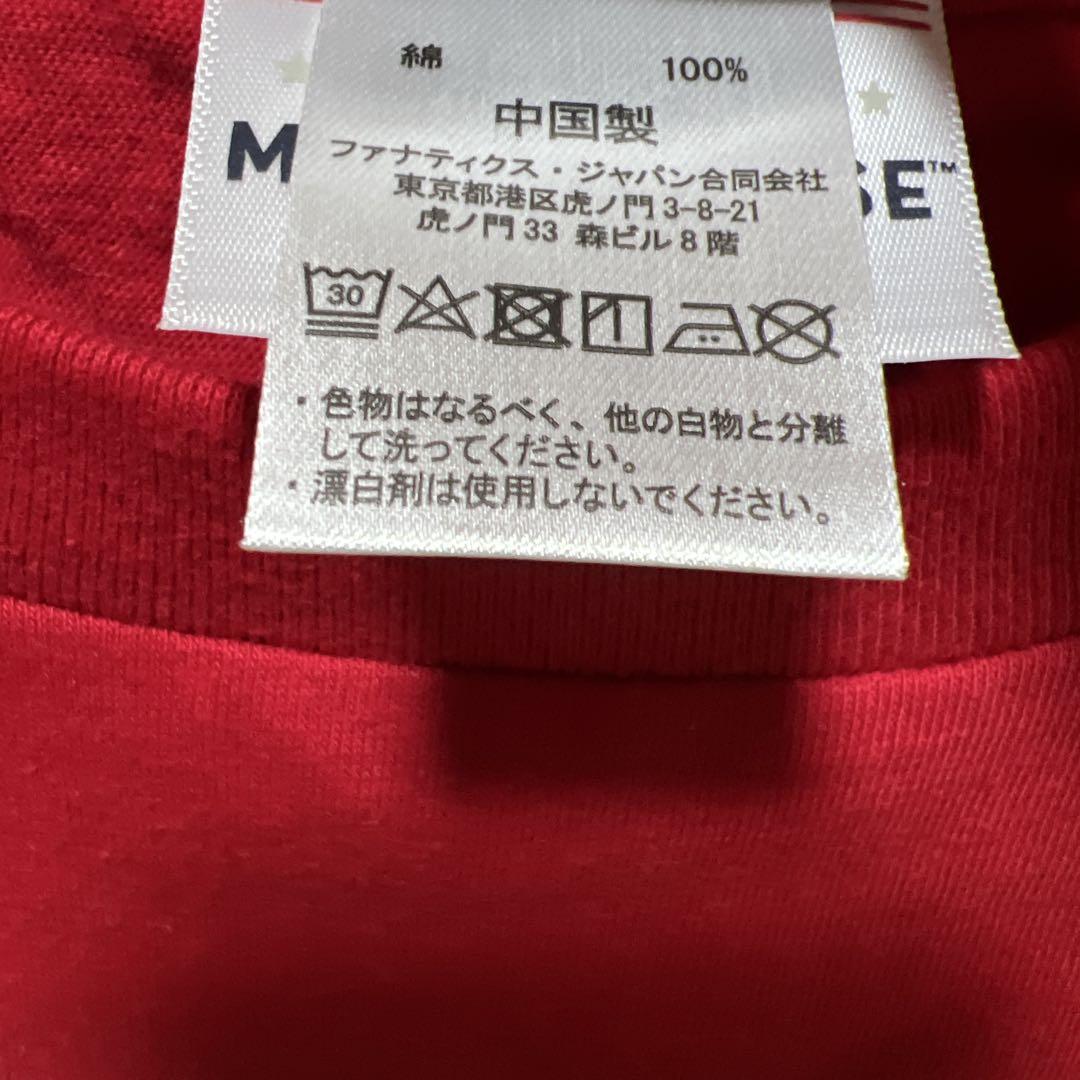 綿 100%
中国製
ファナティクス・ジャパン合同会社
東京都港区虎ノ門3-8-21
虎ノ門33 森ビル8階
30
・色物はなるべく、他の白物と分離
して洗ってください。
・漂白剤は使用しないでください。